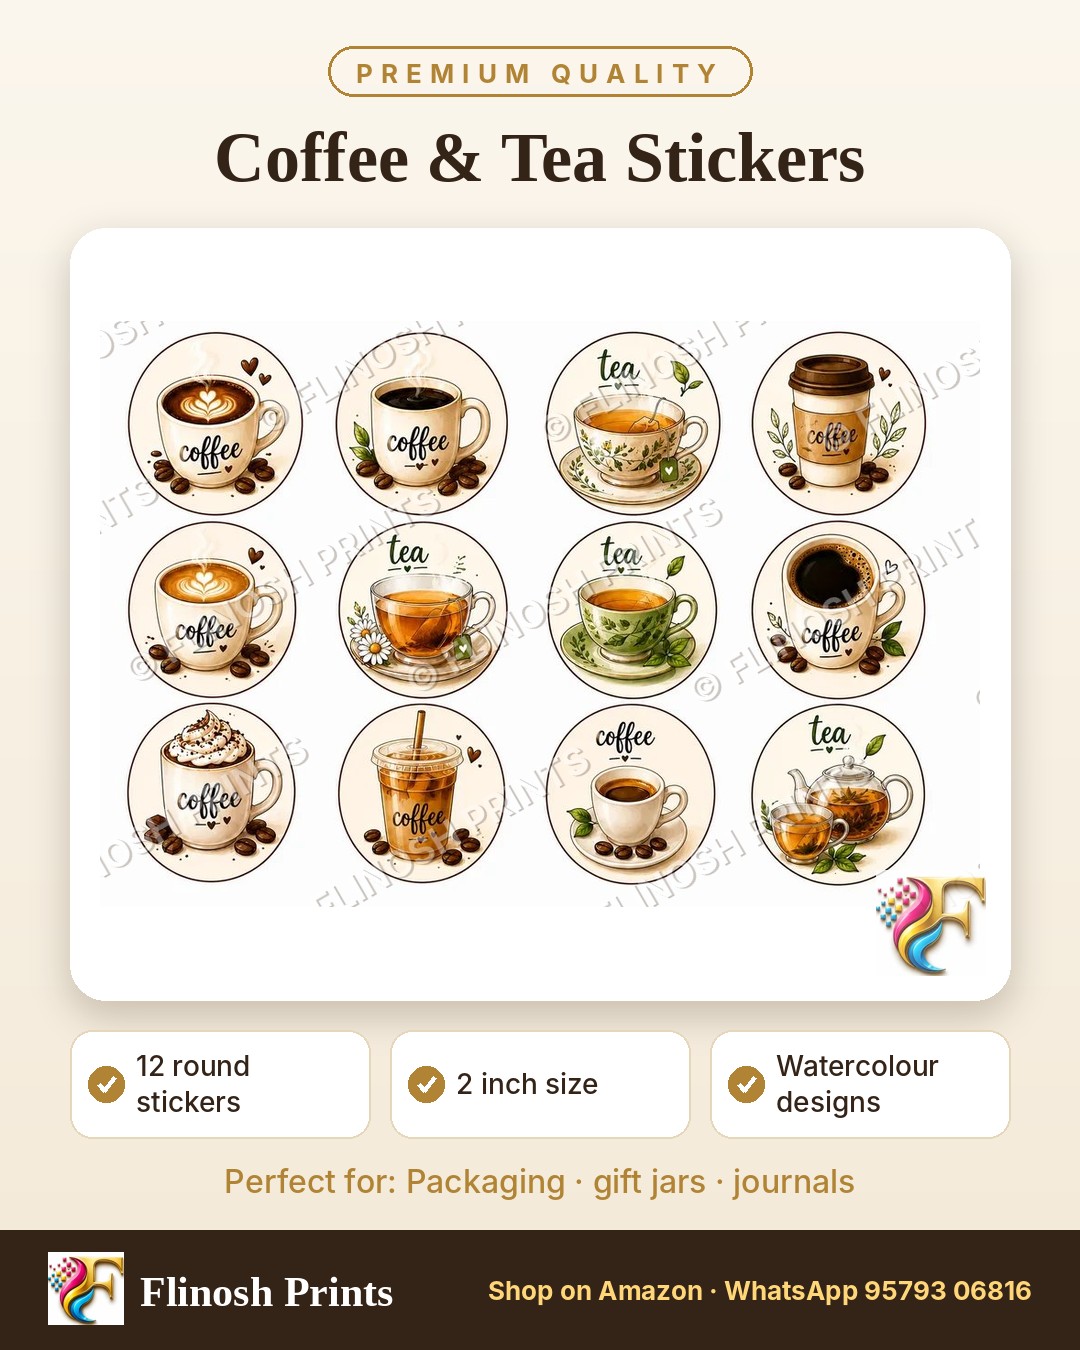 PREMIUM QUALITY
Coffee & Tea Stickers
© FLINOSH PRINTS
coffee
coffee
tea
coffee
coffee
tea
tea
coffee
coffee
coffee
coffee
tea
F
12 round
stickers
2 inch size
Watercolour
designs
Perfect for: Packaging · gift jars · journals
F
Flinosh Prints
Shop on Amazon · WhatsApp 95793 06816